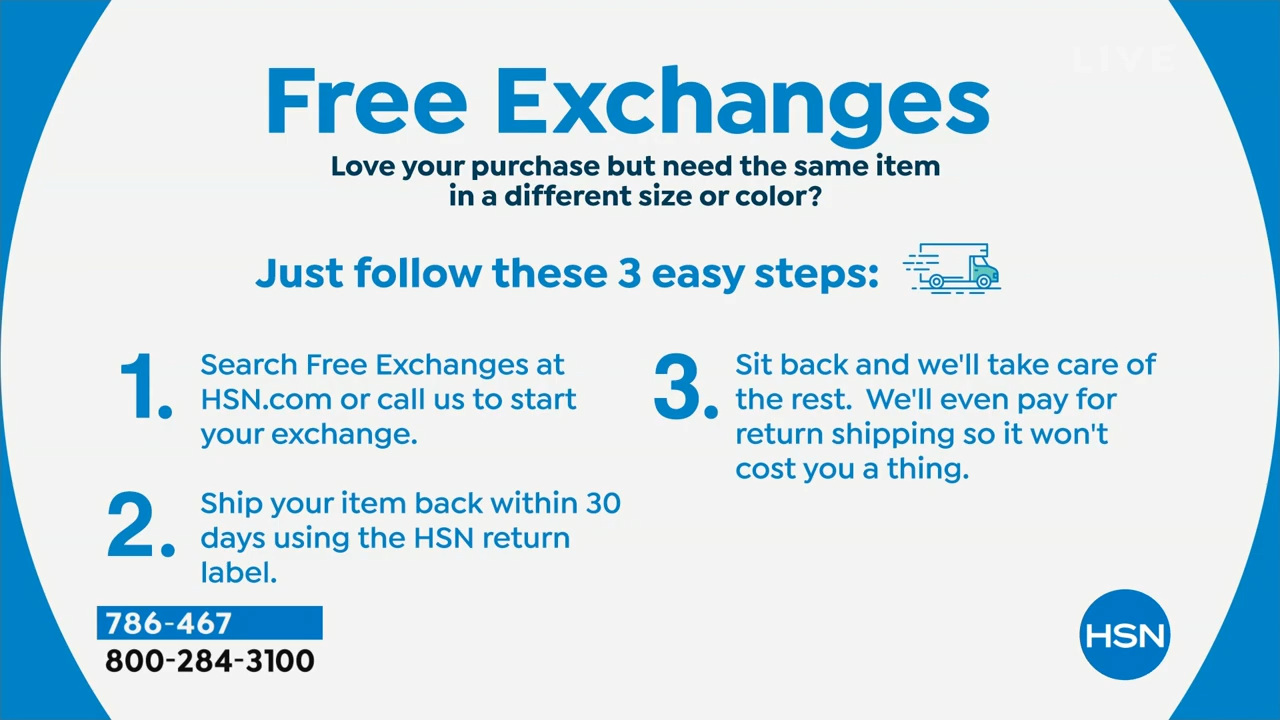 LIVE
Free Exchanges
Love your purchase but need the same item
in a different size or color?
Just follow these 3 easy steps:
1. Search Free Exchanges at
HSN.com or call us to start
your exchange.
2. Ship your item back within 30
days using the HSN return
label.
3. Sit back and we'll take care of
the rest. We'll even pay for
return shipping so it won't
cost you a thing.
786-467
800-284-3100
HSN